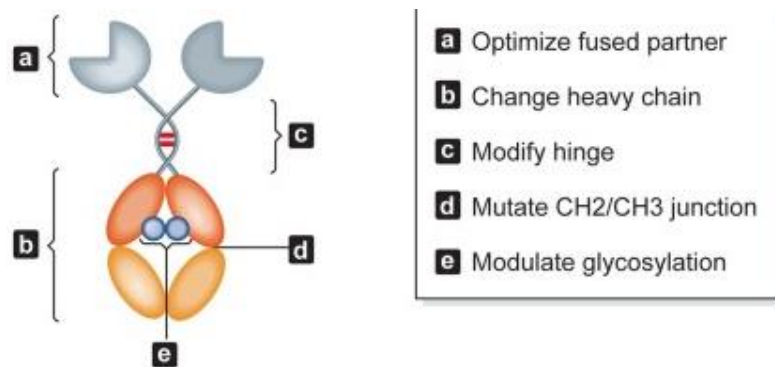 a
c
b
d
e
a Optimize fused partner
b Change heavy chain
c Modify hinge
d Mutate CH2/CH3 junction
e Modulate glycosylation